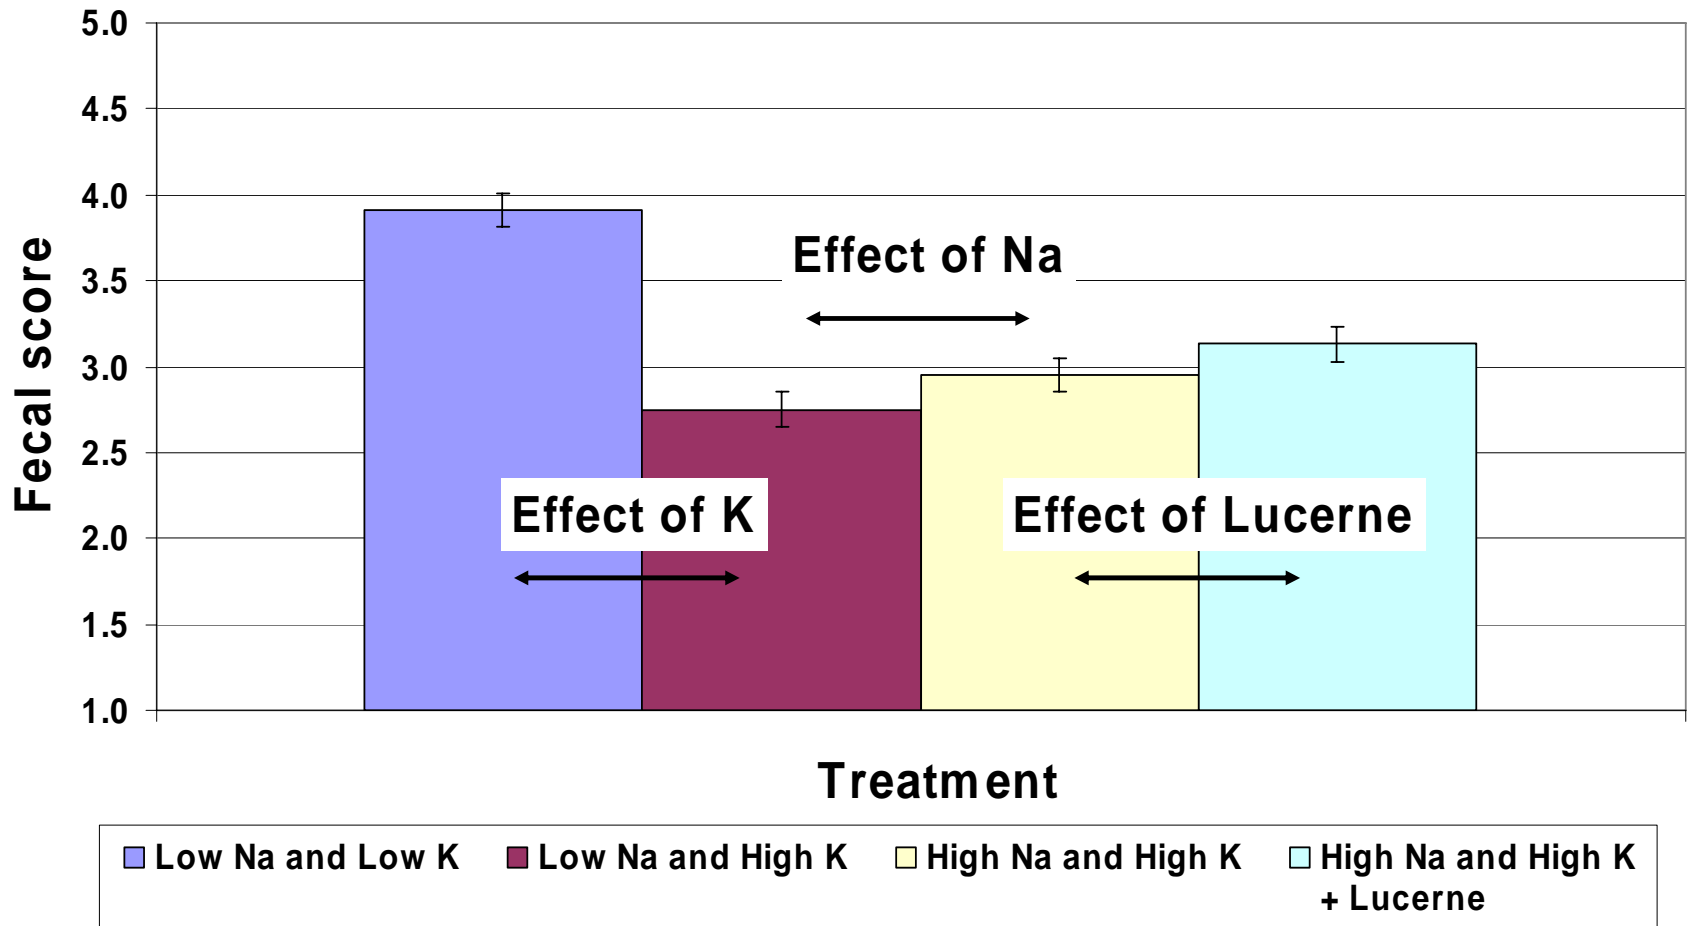 5.0
4.5
4.0
3.5
3.0
2.5
2.0
1.5
1.0
Fecal score
Effect of Na
Effect of K
Effect of Lucerne
Treatment
Low Na and Low K
Low Na and High K
High Na and High K
High Na and High K
+ Lucerne